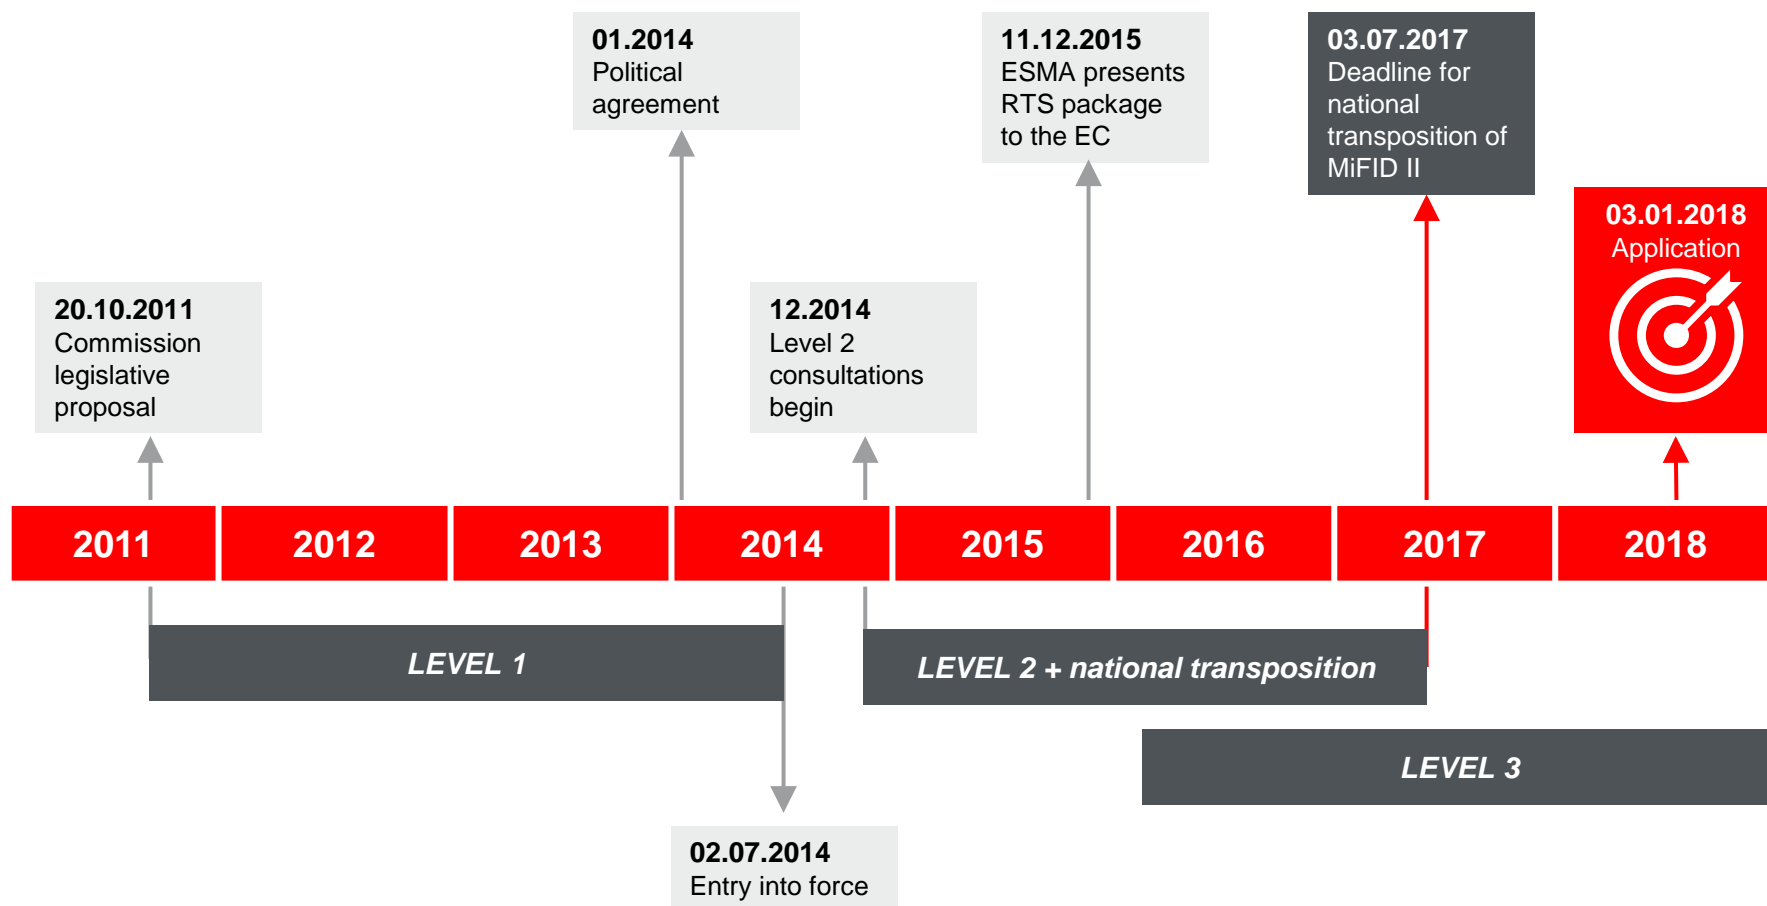 01.2014
Political
agreement
11.12.2015
ESMA presents
RTS package
to the EC
03.07.2017
Deadline for
national
transposition of
MiFID II
03.01.2018
Application
20.10.2011
Commission
legislative
proposal
12.2014
Level 2
consultations
begin
2011
2012
2013
2014
2015
2016
2017
2018
LEVEL 1
LEVEL 2 + national transposition
LEVEL 3
02.07.2014
Entry into force